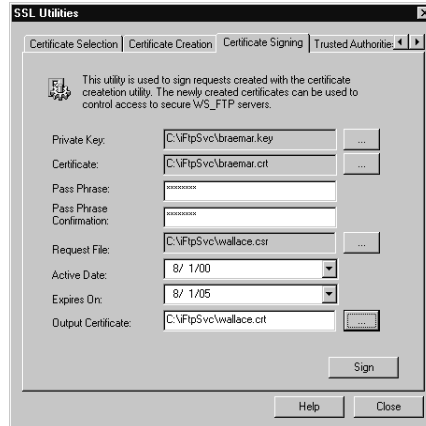 SSL Utilities
Certificate Selection Certificate Creation Certificate Signing Trusted Authoritie:
This utility is used to sign requests created with the certificate
createtion utility. The newly created certificates can be used to
control access to secure WS_FTP servers.
Private Key: C:\iFtpSvc\braemar.key ...
Certificate: C:\iFtpSvc\braemar.crt ...
Pass Phrase: xxxxxxxx
Pass Phrase
Confirmation: xxxxxxxx
Request File: C:\iFtpSvc\wallace.csr ...
Active Date: 8/ 1/00
Expires On: 8/ 1/05
Output Certificate: C:\iFtpSvc\wallace.crt ...
Sign
Help Close